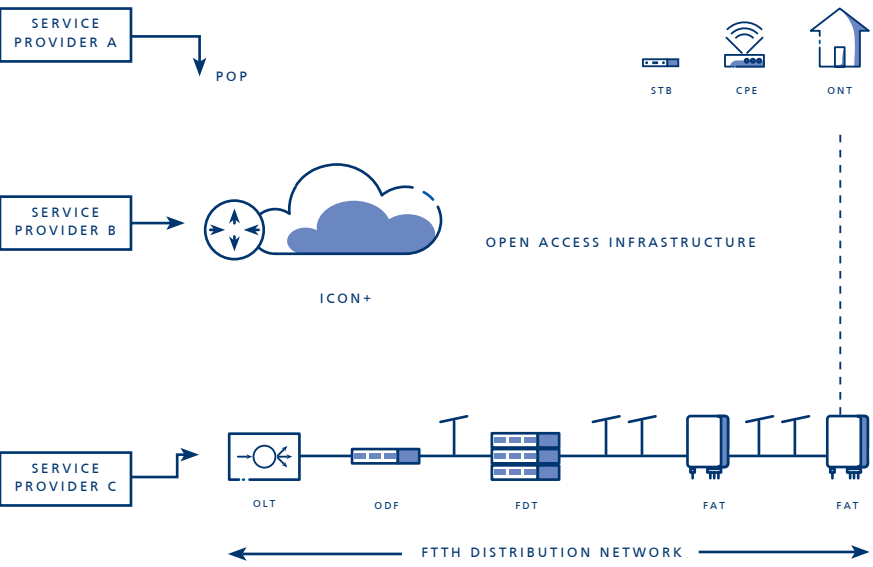 SERVICE
PROVIDER A
POP
STB
CPE
ONT
SERVICE
PROVIDER B
OPEN ACCESS INFRASTRUCTURE
ICON+
SERVICE
PROVIDER C
OLT
ODF
FDT
FAT
FAT
FTTH DISTRIBUTION NETWORK